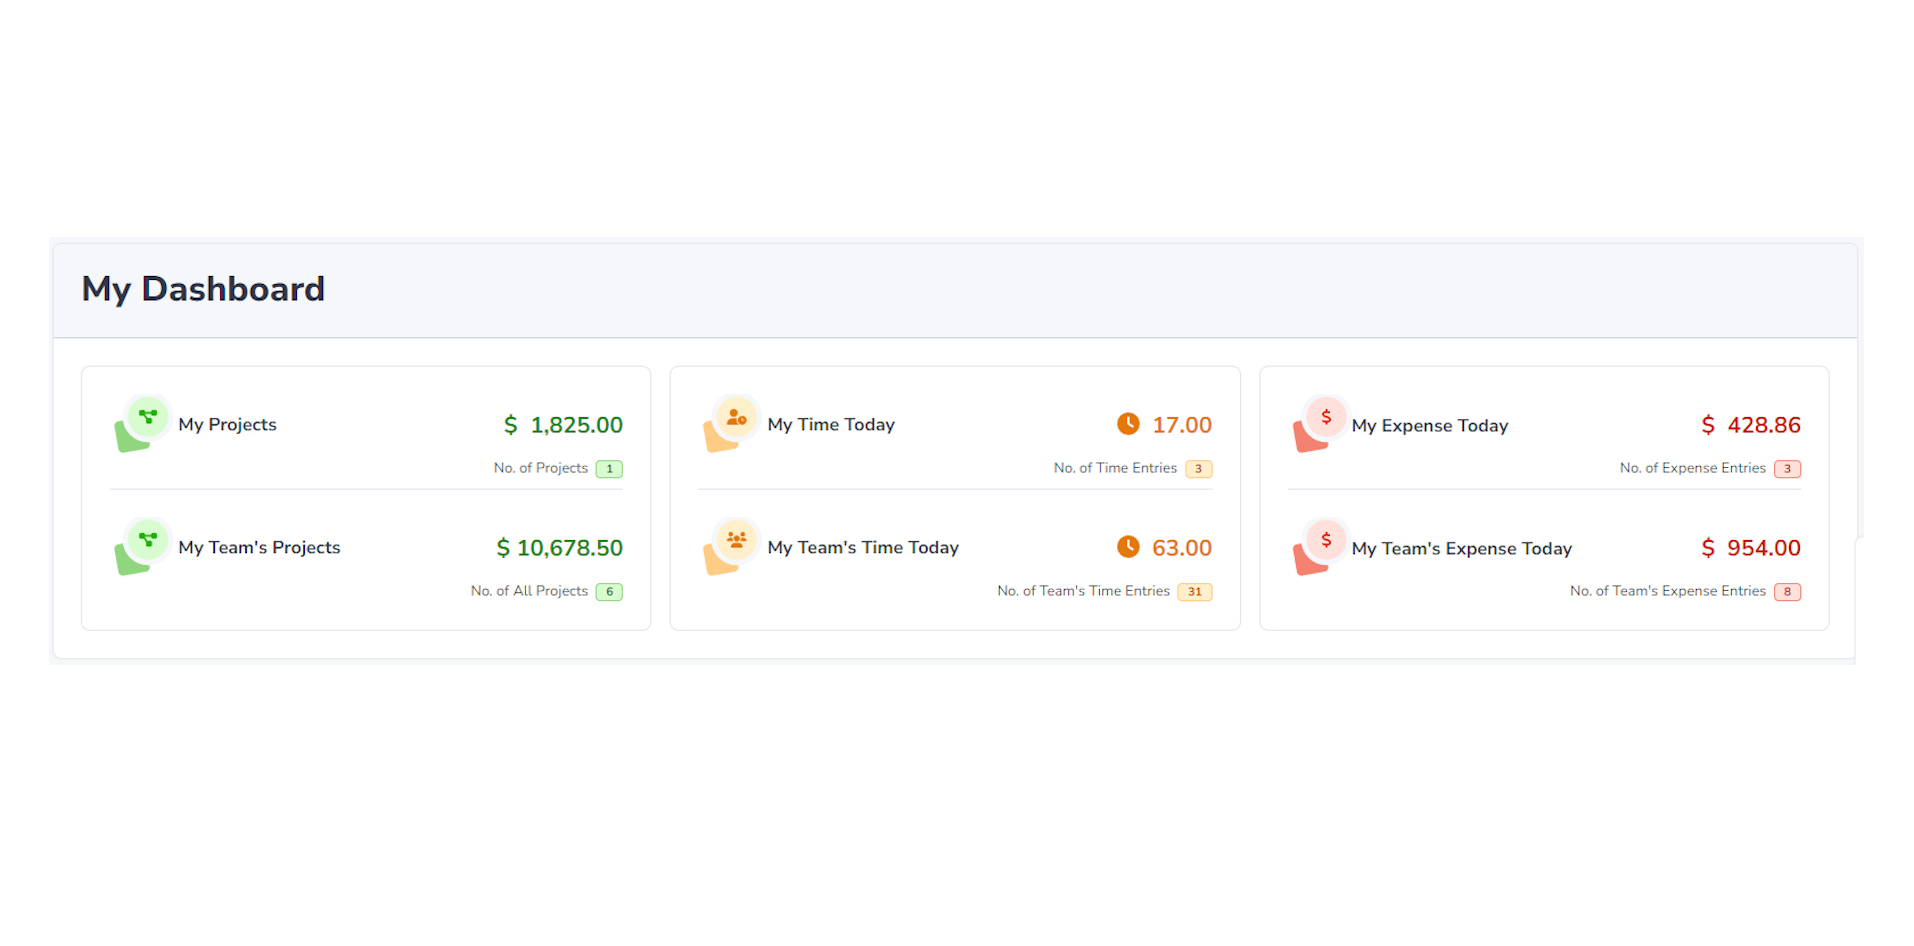 My Dashboard
My Projects
$ 1,825.00
No. of Projects 1
My Team's Projects
$ 10,678.50
No. of All Projects 6
My Time Today
17.00
No. of Time Entries 3
My Team's Time Today
63.00
No. of Team's Time Entries 31
$
My Expense Today
$ 428.86
No. of Expense Entries 3
$
My Team's Expense Today
$ 954.00
No. of Team's Expense Entries 8